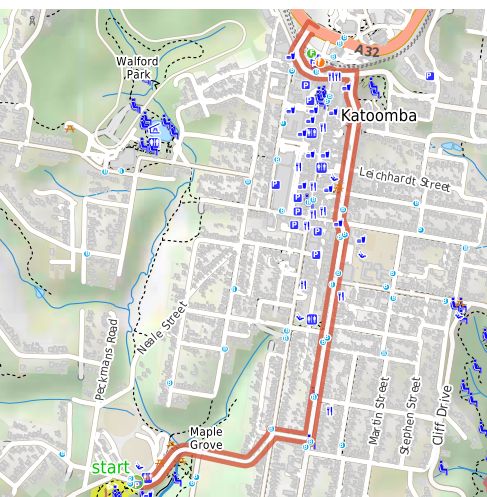 A32
Walford
Park
Katoomba
Leichhardt Street
Neale Street
Peckmans Road
Martin Street
Stephen Street
Cliff Drive
Maple
Grove
start